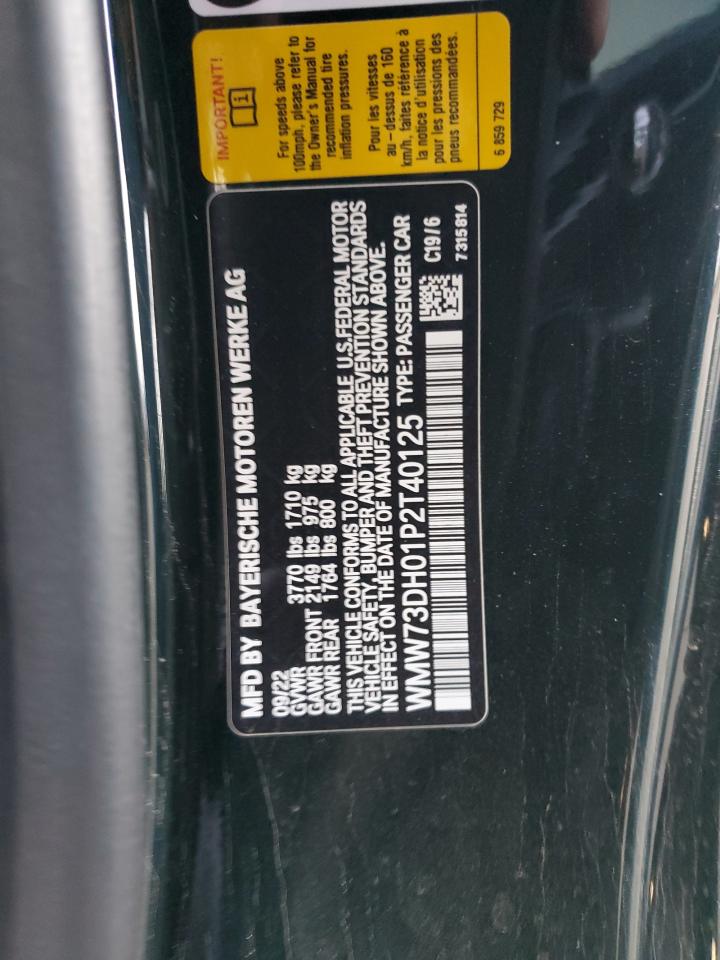 MFD BY BAYERISCHE MOTOREN WERKE AG
09/22
GVWR 3770 lbs 1710 kg
GAWR FRONT 2149 lbs 975 kg
GAWR REAR 1764 lbs 800 kg
THIS VEHICLE CONFORMS TO ALL APPLICABLE U.S.FEDERAL MOTOR
VEHICLE SAFETY, BUMPER AND THEFT PREVENTION STANDARDS
IN EFFECT ON THE DATE OF MANUFACTURE SHOWN ABOVE.
WMW73DH01P2T40125 TYPE: PASSENGER CAR
C19/6
7315814
IMPORTANT!
For speeds above
100mph, please refer to
the Owner's Manual for
recommended tire
inflation pressures.
Pour les vitesses
au-dessus de 160
km/h, faites référence à
la notice d'utilisation
pour les pressions des
pneus recommandées.
6 859 729